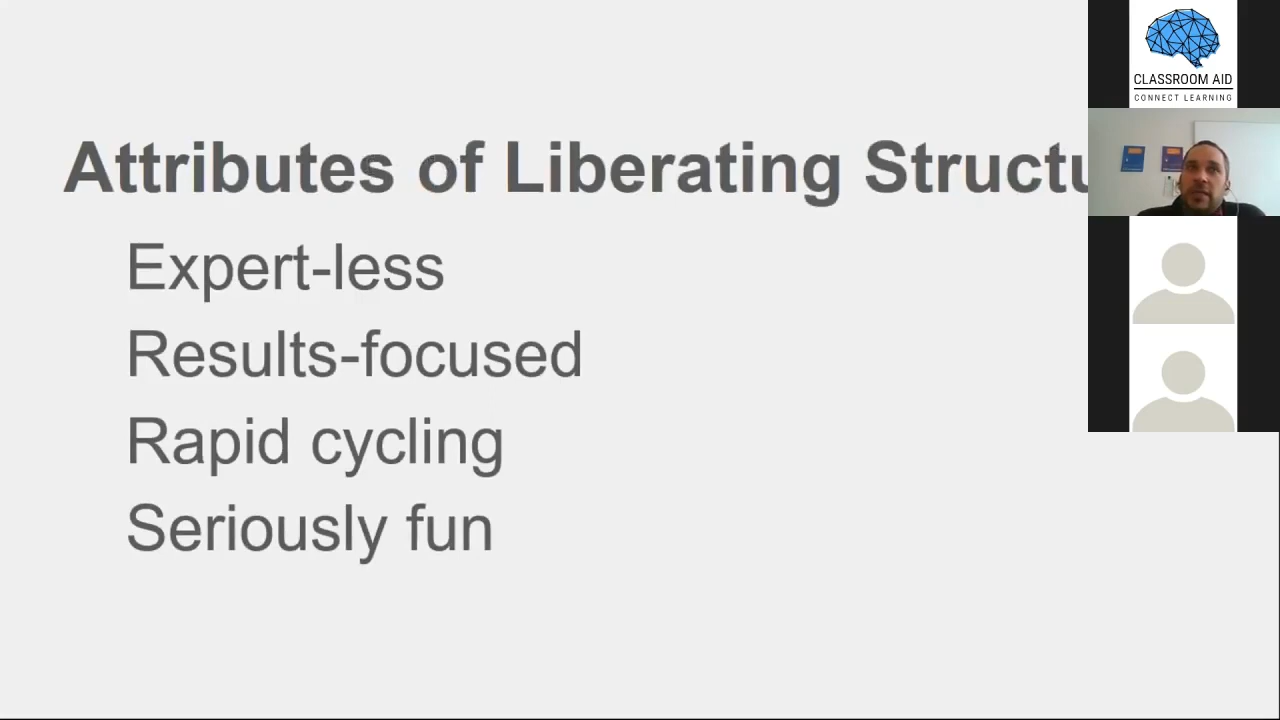 Attributes of Liberating Structu
Expert-less
Results-focused
Rapid cycling
Seriously fun
CLASSROOM AID
CONNECT LEARNING